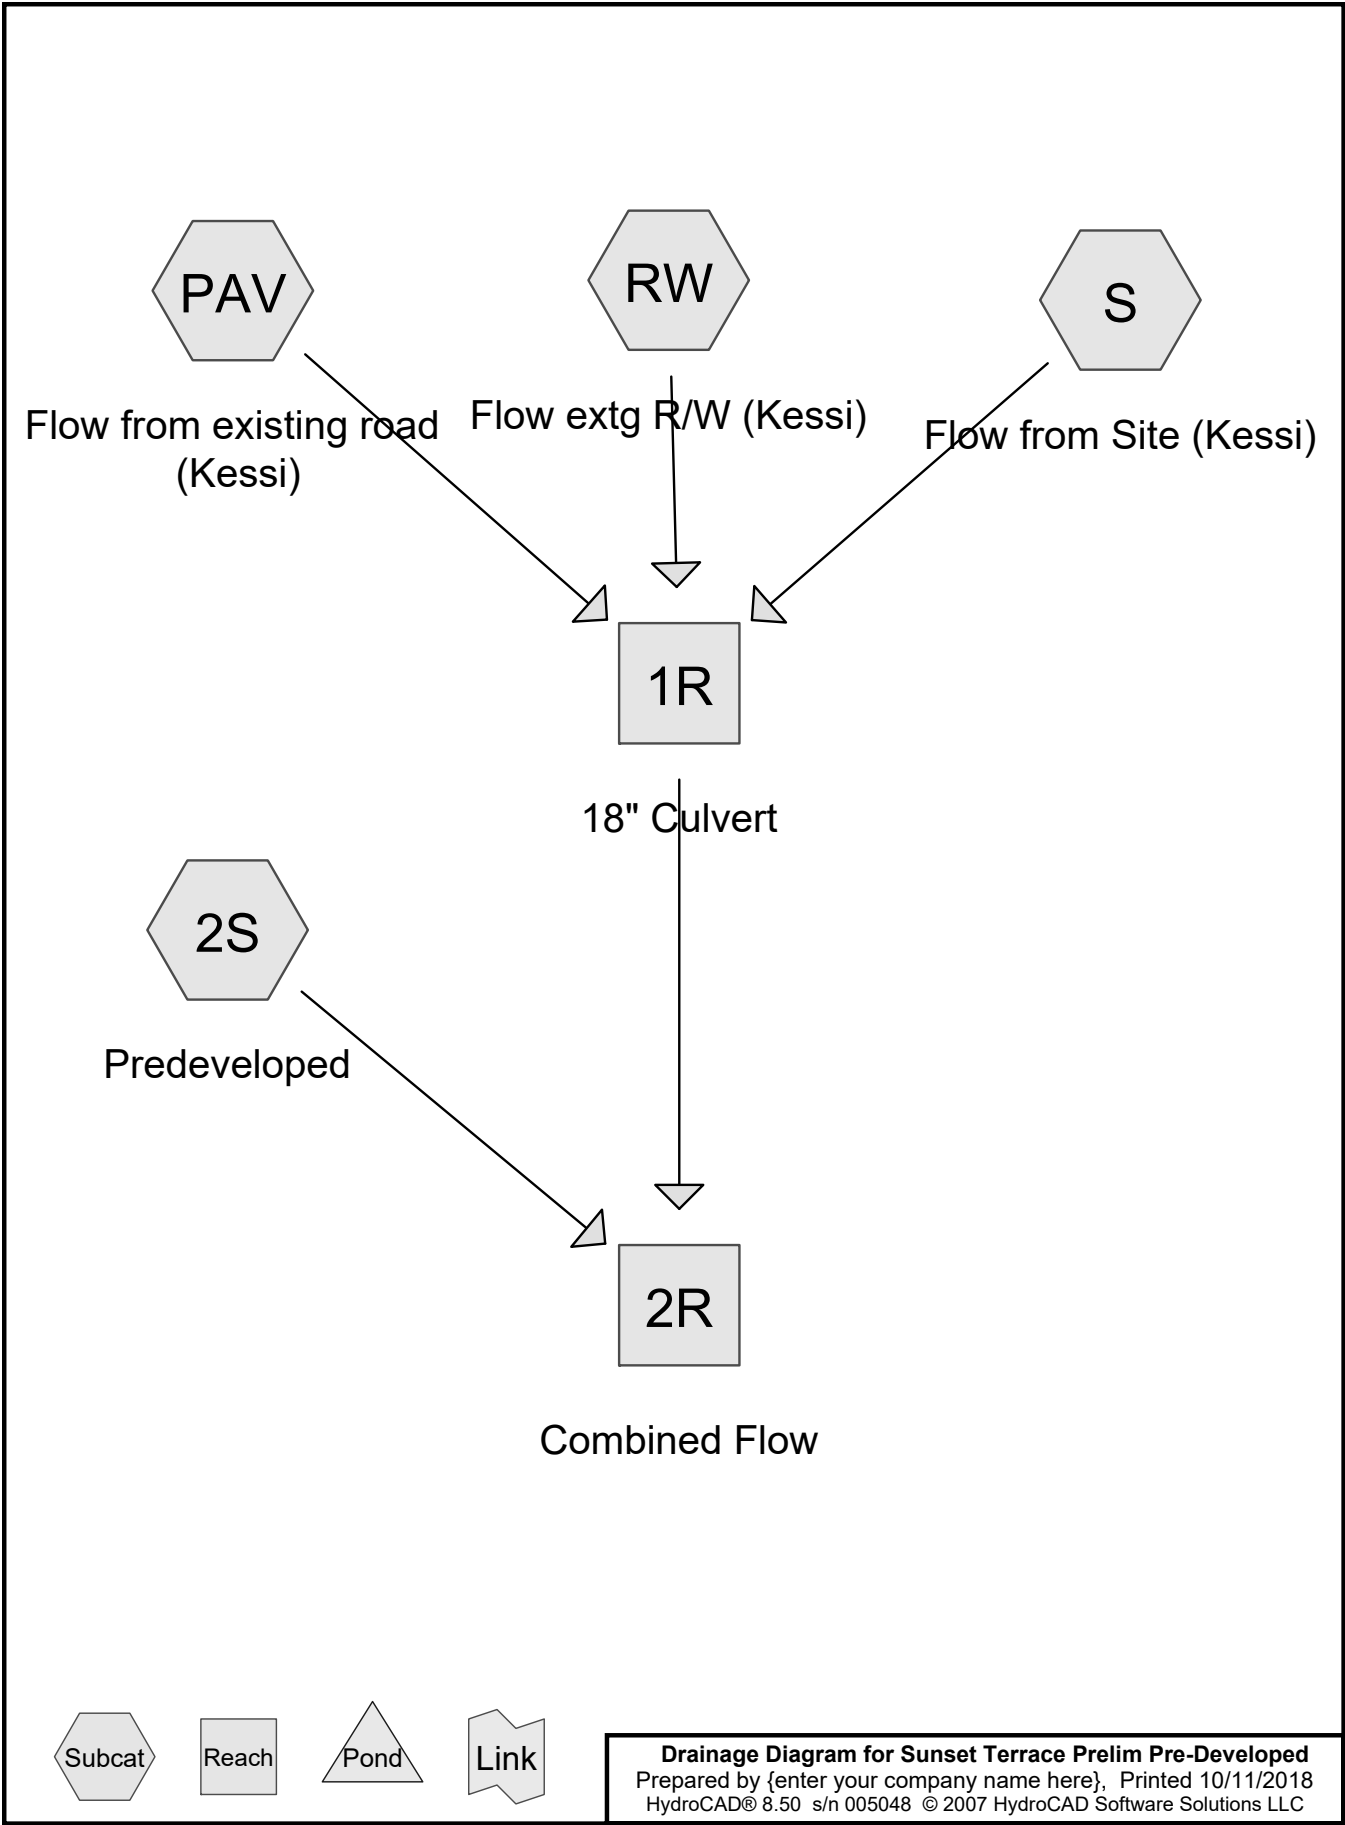 PAV
RW
S
Flow from existing road
(Kessi)
Flow extg R/W (Kessi)
Flow from Site (Kessi)
1R
18" Culvert
2S
Predeveloped
2R
Combined Flow
Subcat
Reach
Pond
Link
Drainage Diagram for Sunset Terrace Prelim Pre-Developed
Prepared by {enter your company name here}, Printed 10/11/2018
HydroCAD® 8.50 s/n 005048 © 2007 HydroCAD Software Solutions LLC